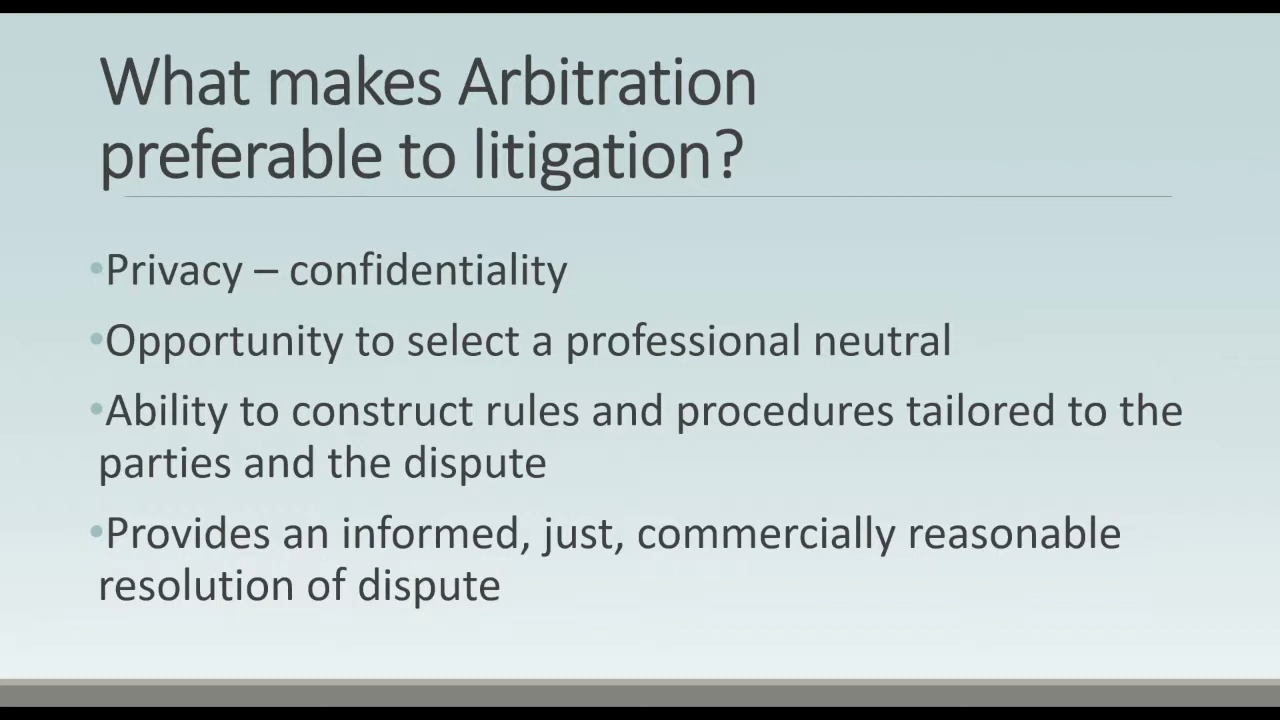 What makes Arbitration
preferable to litigation?
•Privacy – confidentiality
•Opportunity to select a professional neutral
•Ability to construct rules and procedures tailored to the
parties and the dispute
•Provides an informed, just, commercially reasonable
resolution of dispute